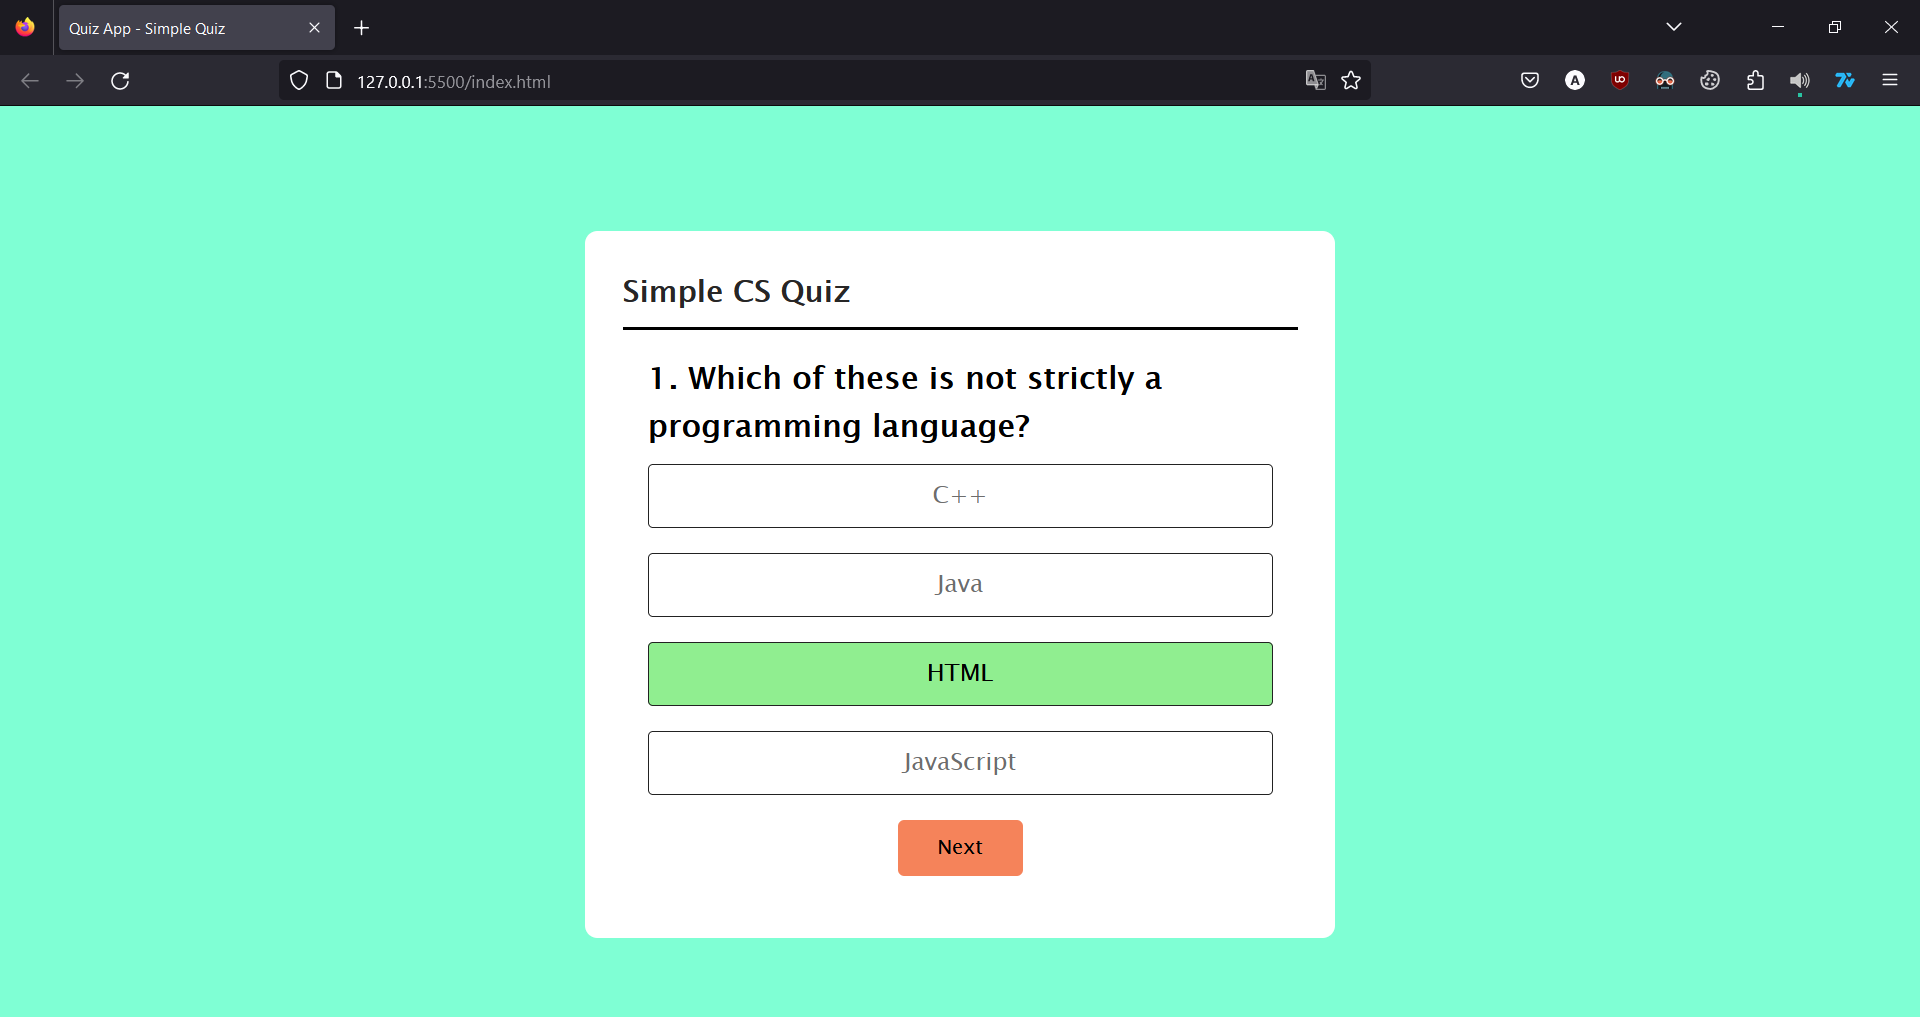 Quiz App - Simple Quiz
127.0.0.1:5500/index.html
Simple CS Quiz
1. Which of these is not strictly a
programming language?
C++
Java
HTML
JavaScript
Next